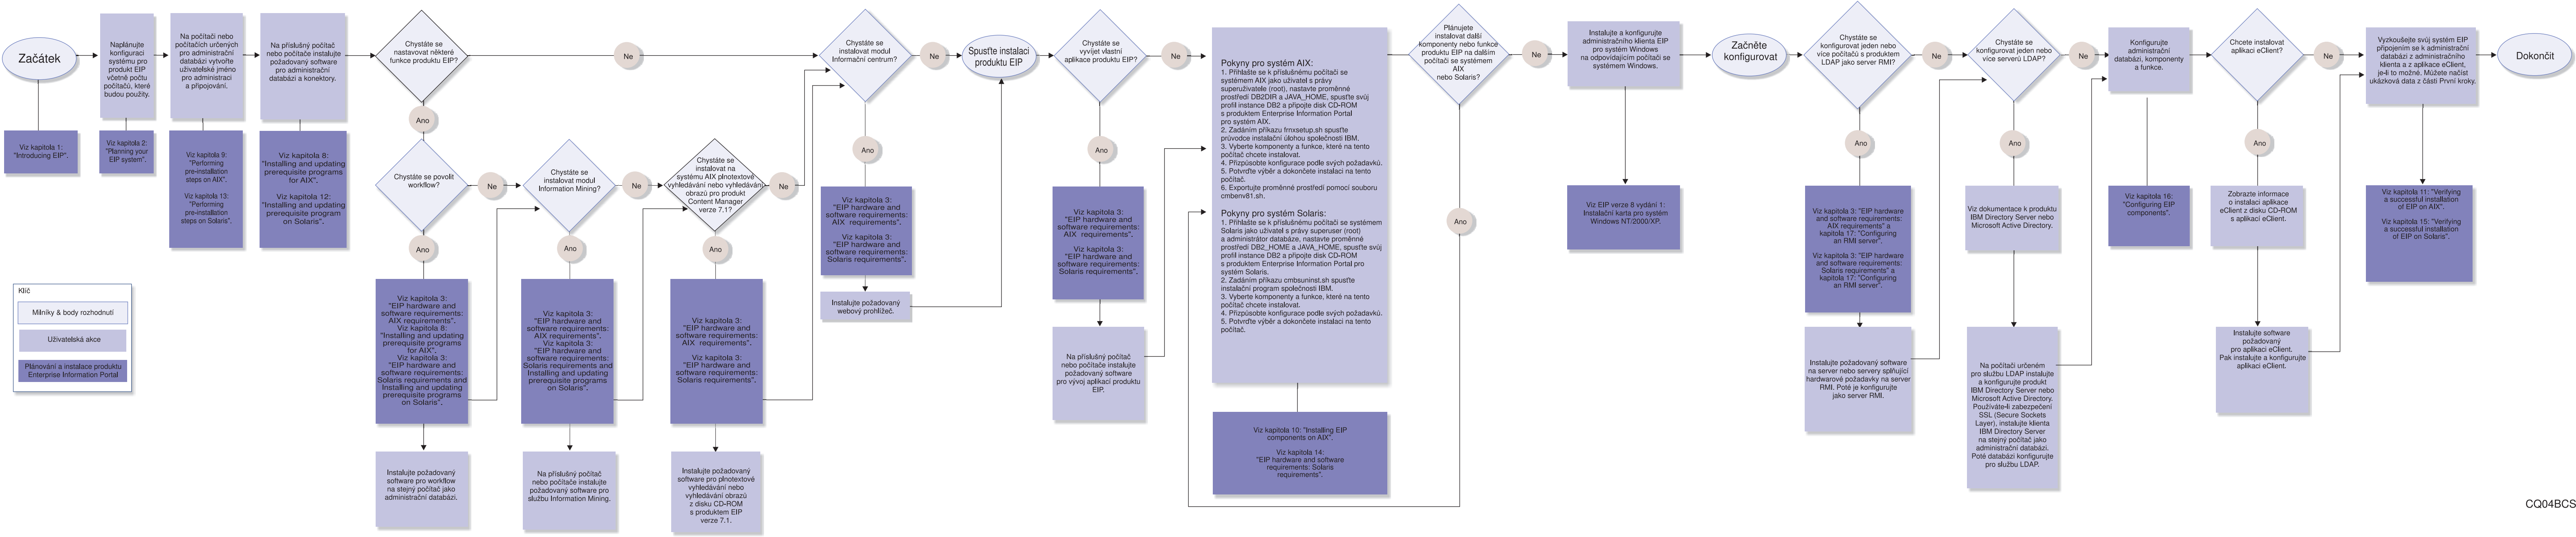 Začátek
Viz kapitola 1:
"Introducing EIP".
Naplánujte
konfiguraci
systému pro
produkt EIP
včetně počtu
počítačů, které
budou použity.
Viz kapitola 2:
"Planning your
EIP system".
Na počítači nebo
počítačích určených
pro administrační
databázi vytvořte
uživatelské jméno
pro administraci
a připojování.
Viz kapitola 9:
"Performing
pre-installation
steps on AIX".
Viz kapitola 13:
"Performing
pre-installation
steps on Solaris".
Na příslušný počítač
nebo počítače instalujte
požadovaný software
pro administrační
databázi a konektory.
Viz kapitola 8:
"Installing and updating
prerequisite programs
for AIX".
Viz kapitola 12:
"Installing and updating
prerequisite program
on Solaris".
Chystáte se
nastavovat některé
funkce produktu EIP?
Ne
Ano
Chystáte se povolit
workflow?
Ne
Ano
Viz kapitola 3:
"EIP hardware and
software requirements:
AIX requirements".
Viz kapitola 8:
"Installing and updating
prerequisite programs
for AIX".
Viz kapitola 3:
"EIP hardware and
software requirements:
Solaris requirements and
Installing and updating
prerequisite programs
on Solaris".
Instalujte požadovaný
software pro workflow
na stejný počítač jako
administrační databázi.
Chystáte se
instalovat modul
Information Mining?
Ne
Ano
Viz kapitola 3:
"EIP hardware and
software requirements:
AIX requirements".
Viz kapitola 3:
"EIP hardware and
software requirements:
Solaris requirements and
Installing and updating
prerequisite programs
on Solaris".
Na příslušný počítač
nebo počítače instalujte
požadovaný software pro
službu Information Mining.
Chystáte se
instalovat na
systému AIX plnotextové
vyhledávání nebo vyhledávání
obrazů pro produkt
Content Manager
verze 7.1?
Ne
Ano
Viz kapitola 3:
"EIP hardware and
software requirements:
AIX requirements".
Viz kapitola 3:
"EIP hardware and
software requirements:
Solaris requirements".
Instalujte požadovaný
software pro plnotextové
vyhledávání nebo
vyhledávání obrazů
z disku CD-ROM
s produktem EIP
verze 7.1.
Chystáte se
instalovat modul
Informační centrum?
Ne
Ano
Viz kapitola 3:
"EIP hardware and
software requirements:
AIX requirements".
Viz kapitola 3:
"EIP hardware and
software requirements:
Solaris requirements".
Instalujte požadovaný
webový prohlížeč.
Spusťte instalaci
produktu EIP
Chystáte se
vyvíjet vlastní
aplikace produktu EIP?
Ne
Ano
Viz kapitola 3:
"EIP hardware and
software requirements:
AIX requirements".
Viz kapitola 3:
"EIP hardware and
software requirements:
Solaris requirements".
Na příslušný počítač
nebo počítače instalujte
požadovaný software
pro vývoj aplikací produktu
EIP.
Pokyny pro systém AIX:
1. Přihlašte se k příslušnému počítači se
systémem AIX jako uživatel s právy
superuživatele (root), nastavte proměnné
prostředí DB2DIR a JAVA_HOME, spusťte svůj
profil instance DB2 a připojte disk CD-ROM
s produktem Enterprise Information Portal
pro systém AIX.
2. Zadáním příkazu frnxsetup.sh spusťte
průvodce instalační úlohou společnosti IBM.
3. Vyberte komponenty a funkce, které na tento
počítač chcete instalovat.
4. Přizpůsobte konfigurace podle svých požadavků.
5. Potvrďte výběr a dokončete instalaci na tento
počítač.
6. Exportujte proměnné prostředí pomocí souboru
cmbenv81.sh.
Pokyny pro systém Solaris:
1. Přihlašte se k příslušnému počítači se systémem
Solaris jako uživatel s právy superuser (root)
a administrátor databáze, nastavte proměnné
prostředí DB2_HOME a JAVA_HOME, spusťte svůj
profil instance DB2 a připojte disk CD-ROM
s produktem Enterprise Information Portal pro
systém Solaris.
2. Zadáním příkazu cmbsuninst.sh spusťte
instalační program společnosti IBM.
3. Vyberte komponenty a funkce, které na tento
počítač chcete instalovat.
4. Přizpůsobte konfigurace podle svých požadavků.
5. Potvrďte výběr a dokončete instalaci na tento
počítač.
Viz kapitola 10: "Installing EIP
components on AIX".
Viz kapitola 14:
"EIP hardware and software
requirements: Solaris
requirements".
Plánujete
instalovat další
komponenty nebo funkce
produktu EIP na dalším
počítači se systémem
AIX
nebo Solaris?
Ne
Ano
Instalujte a konfigurujte
administračního klienta EIP
pro systém Windows
na odpovídajícím počítači se
systémem Windows.
Viz EIP verze 8 vydání 1:
Instalační karta pro systém
Windows NT/2000/XP.
Začněte
konfigurovat
Chystáte se
konfigurovat jeden nebo
více počítačů s produktem
LDAP jako server RMI?
Ne
Ano
Viz kapitola 3: "EIP hardware
and software requirements:
AIX requirements" a
kapitola 17: "Configuring
an RMI server".
Viz kapitola 3: "EIP hardware
and software requirements:
Solaris requirements" a
kapitola 17: "Configuring
an RMI server".
Instalujte požadovaný software
na server nebo servery splňující
hardwarové požadavky na server
RMI. Poté je konfigurujte
jako server RMI.
Chystáte se
konfigurovat jeden nebo
více serverů LDAP?
Ne
Ano
Viz dokumentace k produktu
IBM Directory Server nebo
Microsoft Active Directory.
Na počítači určeném
pro službu LDAP instalujte
a konfigurujte produkt
IBM Directory Server nebo
Microsoft Active Directory.
Používáte-li zabezpečení
SSL (Secure Sockets
Layer), instalujte klienta
IBM Directory Server
na stejný počítač jako
administrační databázi.
Poté databázi konfigurujte
pro službu LDAP.
Konfigurujte
administrační
databázi, komponenty
a funkce.
Viz kapitola 16:
"Configuring EIP
components".
Chcete instalovat
aplikaci eClient?
Ne
Ano
Zobrazte informace
o instalaci aplikace
eClient z disku CD-ROM
s aplikací eClient.
Instalujte software
požadovaný
pro aplikaci eClient.
Pak instalujte a konfigurujte
aplikaci eClient.
Vyzkoušejte svůj systém EIP
připojením se k administrační
databázi z administračního
klienta a z aplikace eClient,
je-li to možné. Můžete načíst
ukázková data z části První kroky.
Viz kapitola 11: "Verifying
a successful installation
of EIP on AIX".
Viz kapitola 15: "Verifying
a successful installation
of EIP on Solaris".
Dokončit
Klíč
Milníky & body rozhodnutí
Uživatelská akce
Plánování a instalace produktu
Enterprise Information Portal
CQ04BCS